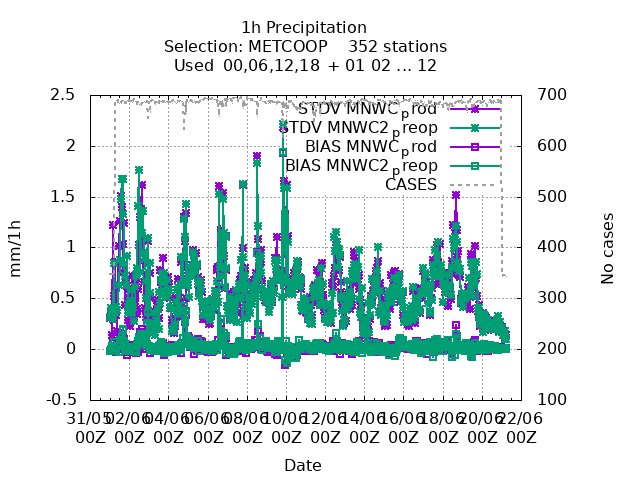 1h Precipitation
Selection: METCOOP 352 stations
Used 00,06,12,18 + 01 02 ... 12
2.5 700
STDV MNWC_prod
STDV MNWC2_preop
2 600
BIAS MNWC_prod
BIAS MNWC2_preop
CASES
1.5 500
1 400
0.5 300
0 200
-0.5 100
mm/1h
No cases
31/05 02/06 04/06 06/06 08/06 10/06 12/06 14/06 16/06 18/06 20/06 22/06
00Z 00Z 00Z 00Z 00Z 00Z 00Z 00Z 00Z 00Z 00Z 00Z
Date